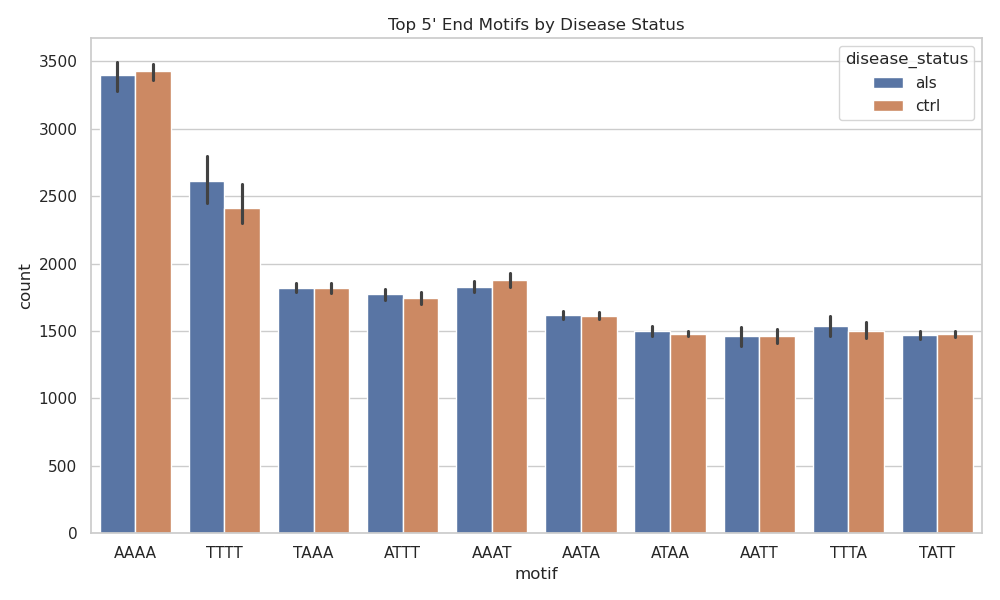 Top 5' End Motifs by Disease Status
disease_status
als
ctrl
3500
3000
2500
2000
1500
1000
500
0
count
AAAA TTTT TAAA ATTT AAAT AATA ATAA AATT TTTA TATT
motif